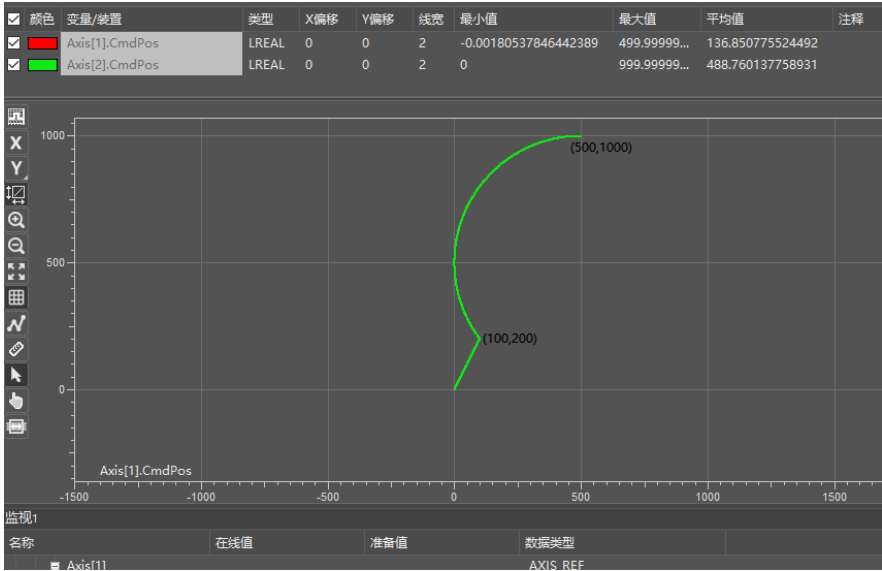 颜色 变量/装置 类型 X偏移 Y偏移 线宽 最小值 最大值 平均值 注释
Axis[1].CmdPos LREAL 0 0 2 -0.00180537846442389 499.99999... 136.850775524492
Axis[2].CmdPos LREAL 0 0 2 0 999.99999... 488.760137758931
X
Y
1000
(500,1000)
500
(100,200)
0
Axis[1].CmdPos
-1500 -1000 -500 0 500 1000 1500
监视1
名称 在线值 准备值 数据类型
Axis[1] AXIS_REF